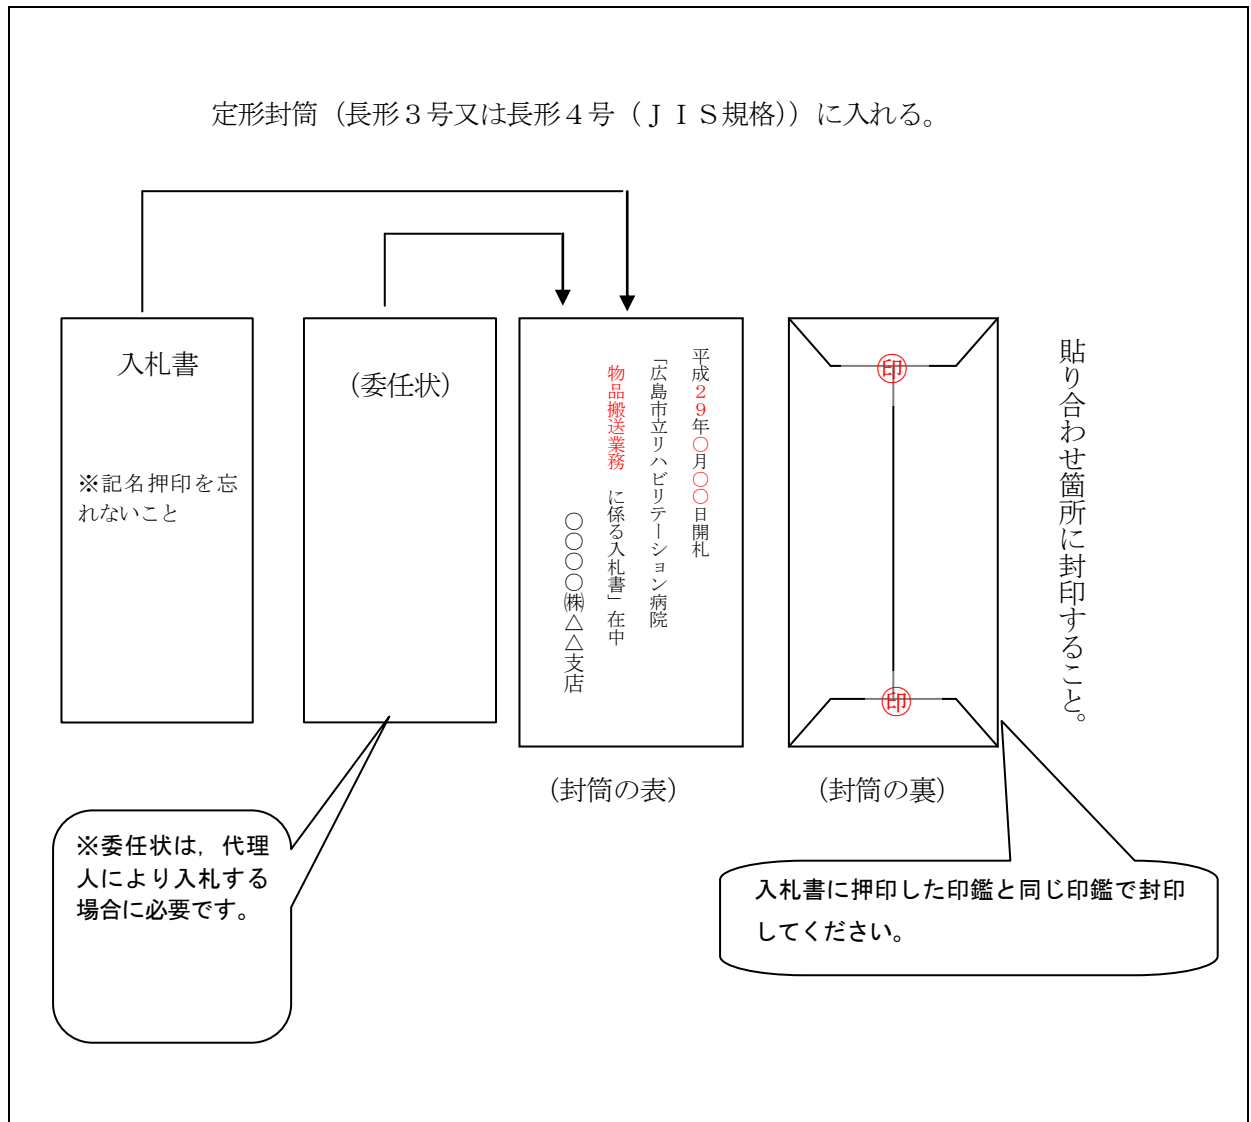 定形封筒（長形３号又は長形４号（ＪＩＳ規格））に入れる。
入札書
※記名押印を忘
れないこと
（委任状）
平成２９年〇月〇〇日開札
「広島市立リハビリテーション病院
物品搬送業務　に係る入札書」在中
〇〇〇〇㈱△△支店
（封筒の表）
印
印
（封筒の裏）
貼り合わせ箇所に封印すること。
※委任状は，代理
人により入札する
場合に必要です。
入札書に押印した印鑑と同じ印鑑で封印
してください。